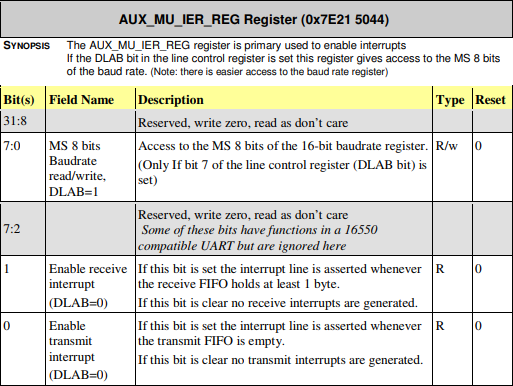 AUX_MU_IER_REG Register (0x7E21 5044)
SYNOPSIS The AUX_MU_IER_REG register is primary used to enable interrupts
If the DLAB bit in the line control register is set this register gives access to the MS 8 bits
of the baud rate. (Note: there is easier access to the baud rate register)
Bit(s) Field Name Description Type Reset
31:8 Reserved, write zero, read as don't care
7:0 MS 8 bits Access to the MS 8 bits of the 16-bit baudrate register. R/w 0
Baudrate (Only If bit 7 of the line control register (DLAB bit) is
read/write, set)
DLAB=1
Reserved, write zero, read as don't care
7:2 Some of these bits have functions in a 16550
compatible UART but are ignored here
1 Enable receive If this bit is set the interrupt line is asserted whenever R 0
interrupt the receive FIFO holds at least 1 byte.
(DLAB=0) If this bit is clear no receive interrupts are generated.
0 Enable If this bit is set the interrupt line is asserted whenever R 0
transmit the transmit FIFO is empty.
interrupt If this bit is clear no transmit interrupts are generated.
(DLAB=0)